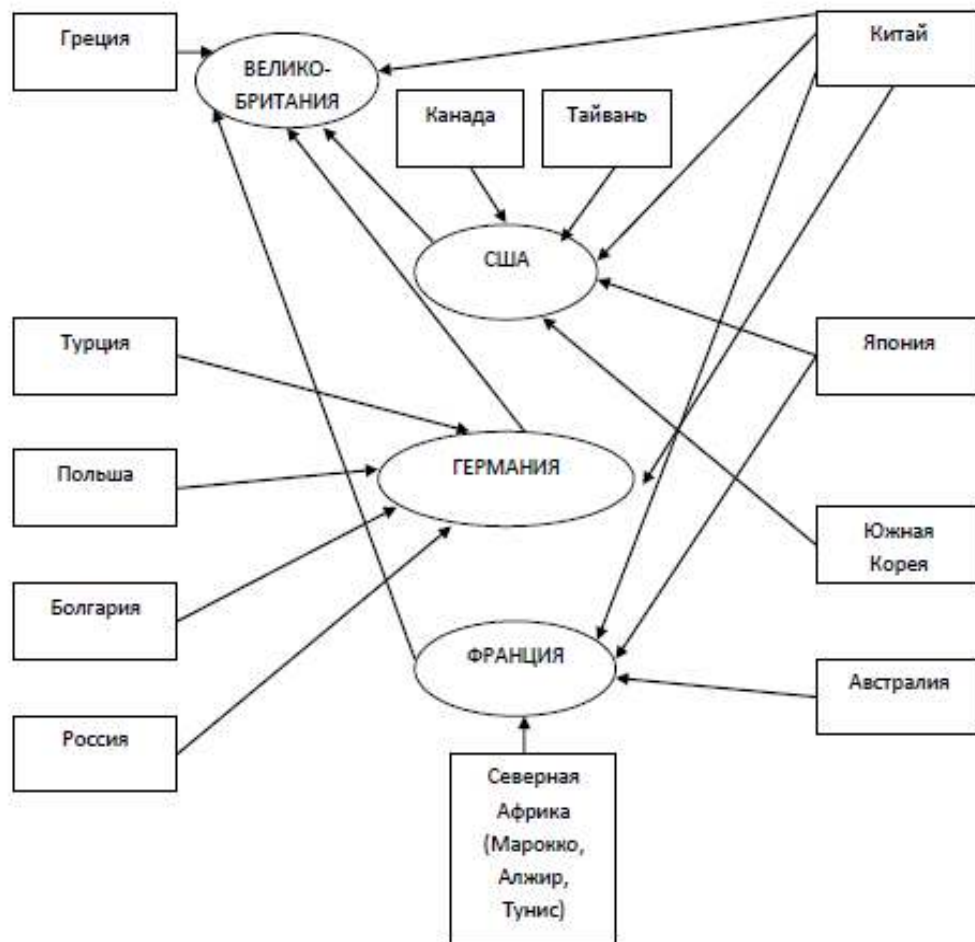 Греция
ВЕЛИКО-
БРИТАНИЯ
Китай
Канада
Тайвань
США
Турция
Япония
Польша
ГЕРМАНИЯ
Южная
Корея
Болгария
ФРАНЦИЯ
Австралия
Россия
Северная
Африка
(Марокко,
Алжир,
Тунис)